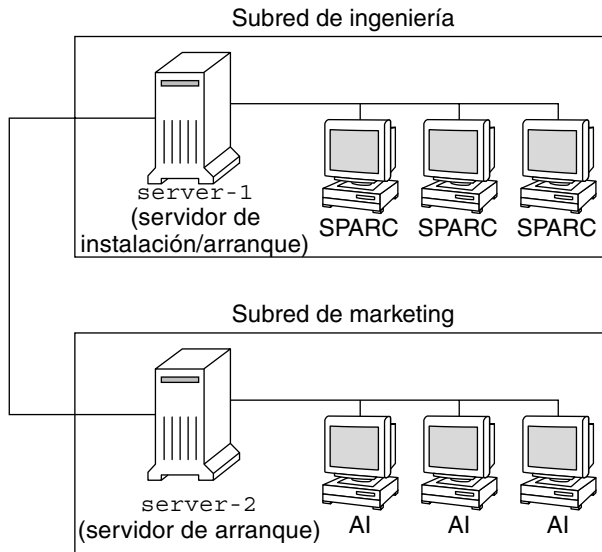 Subred de ingeniería
server-1
(servidor de
instalación/arranque)
SPARC SPARC SPARC
Subred de marketing
server-2
(servidor de arranque)
AI AI AI